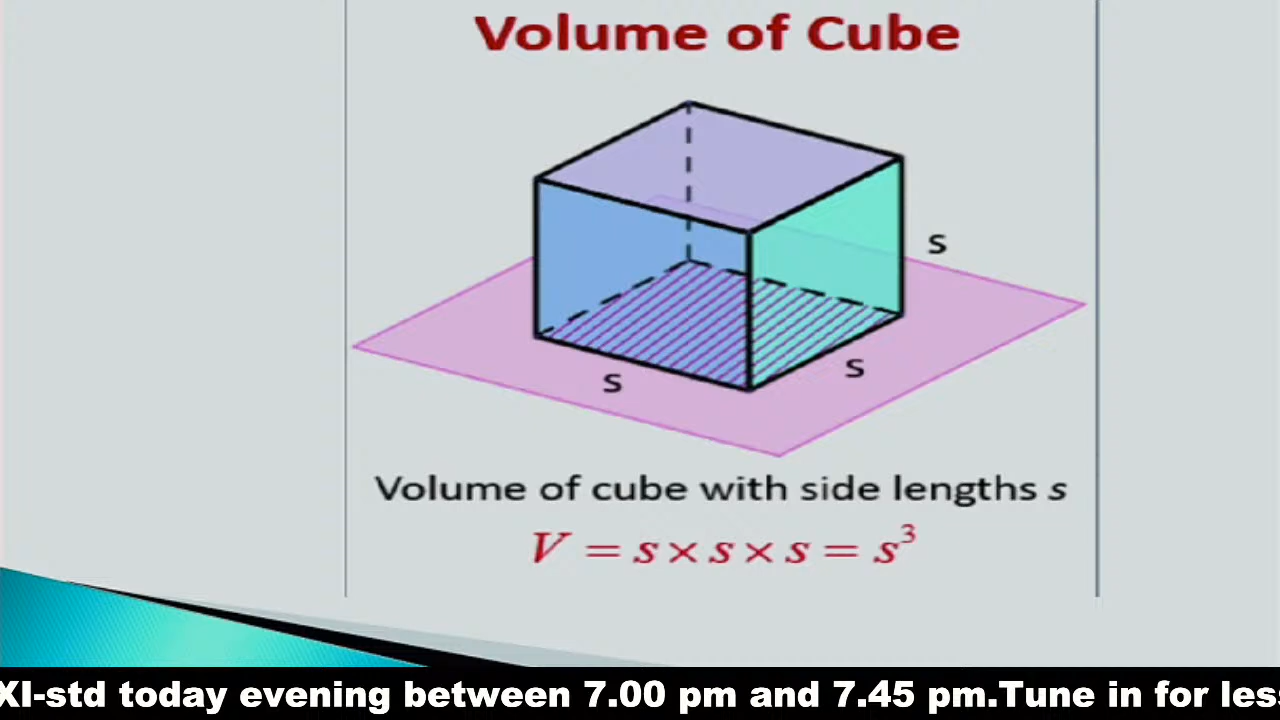 Volume of Cube
s
s
s
Volume of cube with side lengths s
V = s × s × s = s³
XI-std today evening between 7.00 pm and 7.45 pm.Tune in for les